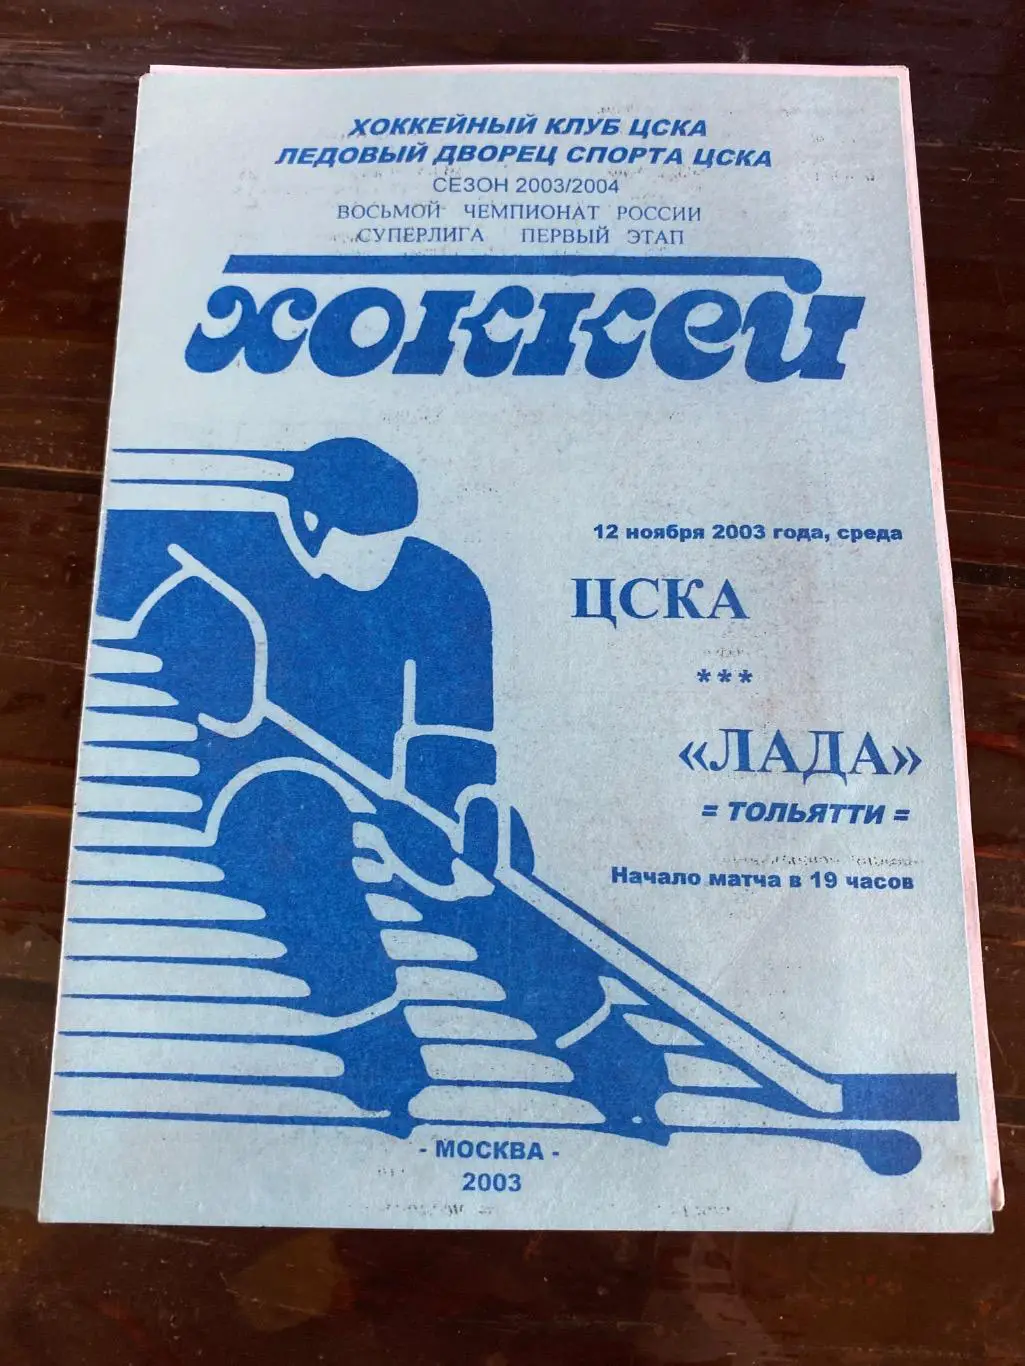 ХОККЕЙНЫЙ КЛУБ ЦСКА
ЛЕДОВЫЙ ДВОРЕЦ СПОРТА ЦСКА
СЕЗОН 2003/2004
ВОСЬМОЙ ЧЕМПИОНАТ РОССИИ
СУПЕРЛИГА ПЕРВЫЙ ЭТАП
хоккей
12 ноября 2003 года, среда
ЦСКА
***
«ЛАДА»
= ТОЛЬЯТТИ =
Начало матча в 19 часов
- МОСКВА -
2003